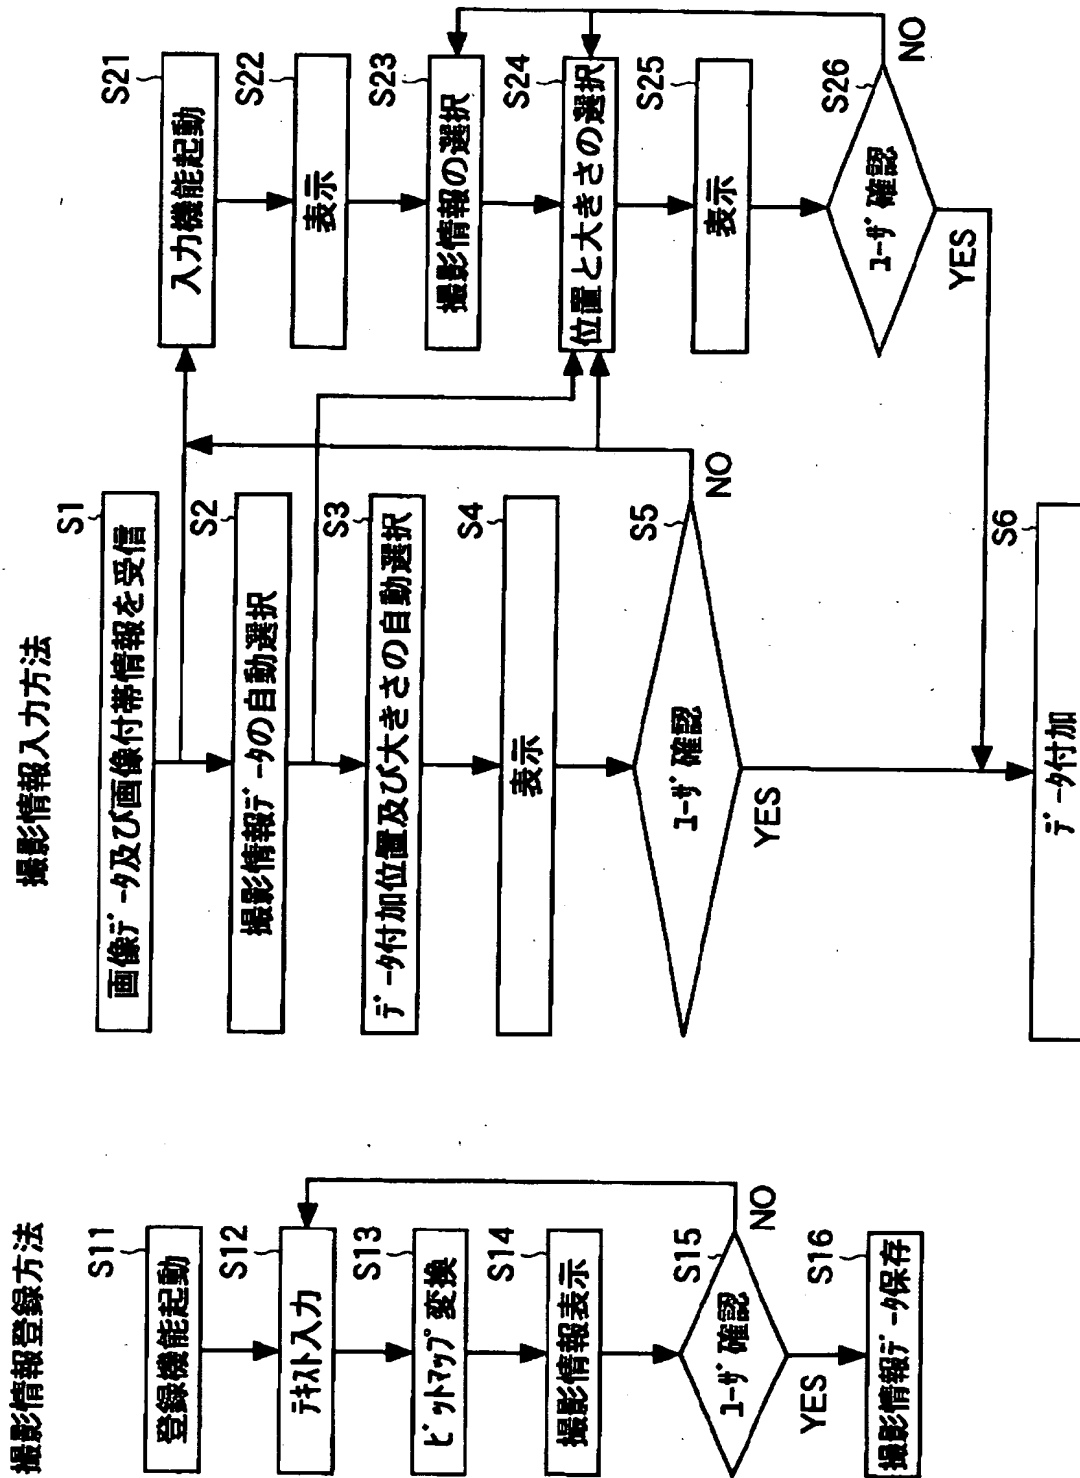 撮影情報登録方法
S11
登録機能起動
S12
テキスト入力
S13
ビットマップ変換
S14
撮影情報表示
S15
ユーザ確認
NO
YES
S16
撮影情報データ保存
撮影情報入力方法
S1
画像データ及び画像付帯情報を受信
S2
撮影情報データの自動選択
S3
データ付加位置及び大きさの自動選択
S4
表示
S5
ユーザ確認
NO
YES
S6
データ付加
S21
入力機能起動
S22
表示
S23
撮影情報の選択
S24
位置と大きさの選択
S25
表示
S26
ユーザ確認
NO
YES